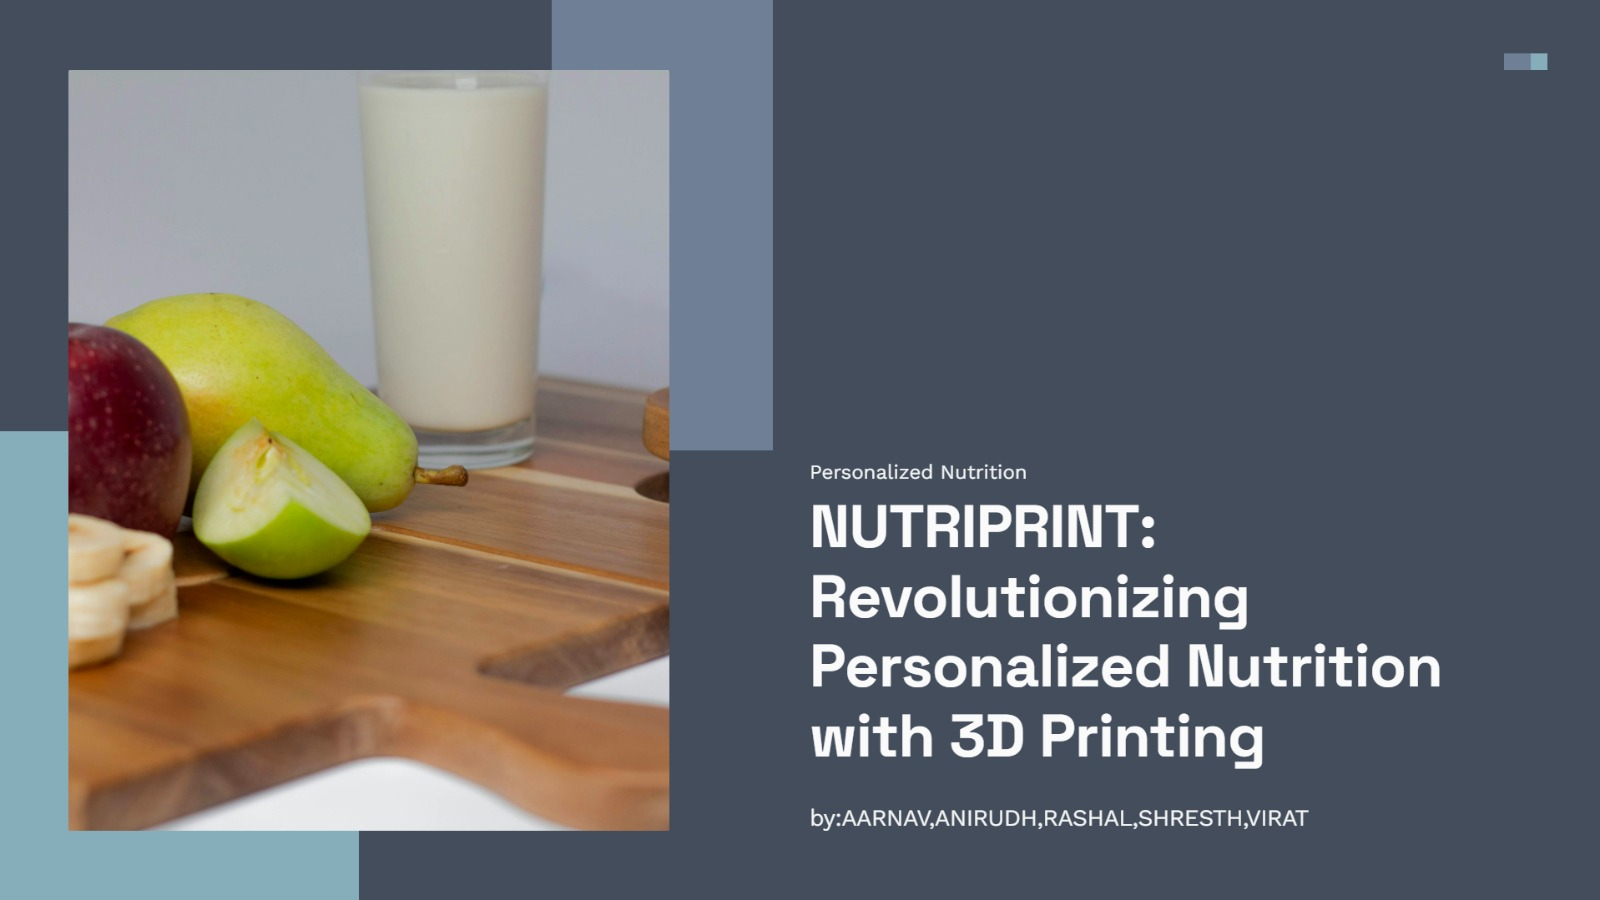 Personalized Nutrition
NUTRIPRINT:
Revolutionizing
Personalized Nutrition
with 3D Printing
by:AARNAV,ANIRUDH,RASHAL,SHRESTH,VIRAT